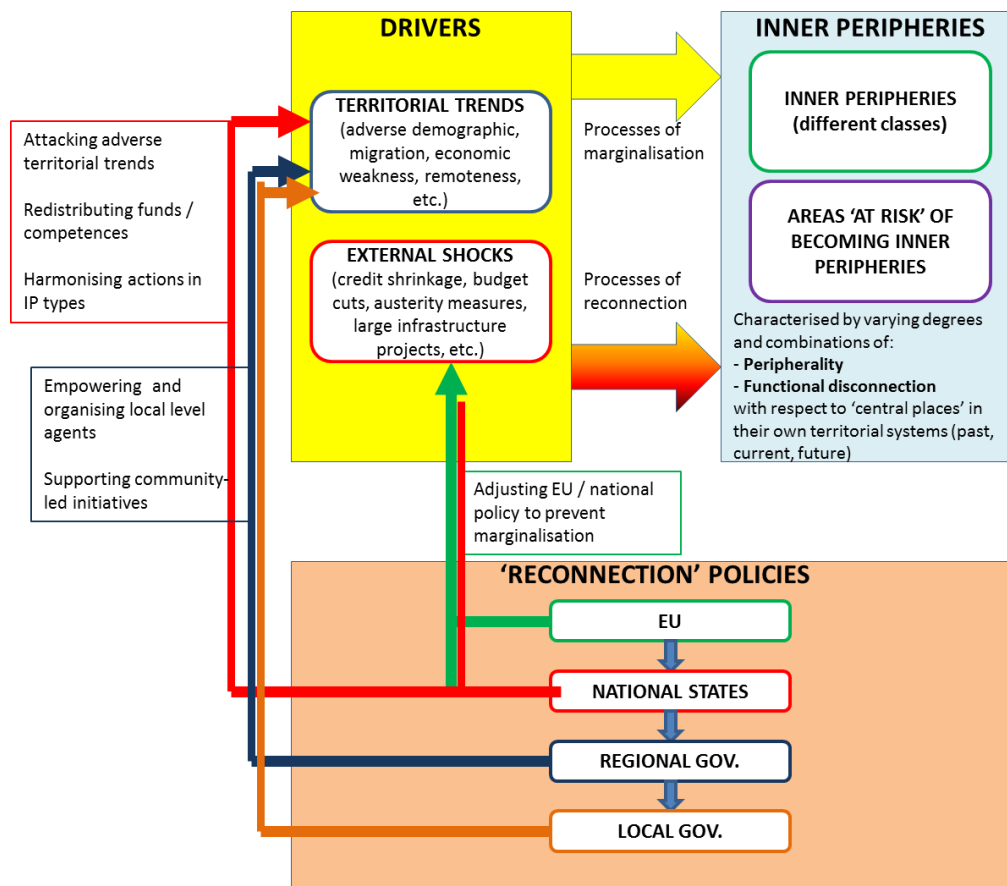 DRIVERS
TERRITORIAL TRENDS
(adverse demographic,
migration, economic
weakness, remoteness,
etc.)
EXTERNAL SHOCKS
(credit shrinkage, budget
cuts, austerity measures,
large infrastructure
projects, etc.)
Processes of
marginalisation
Processes of
reconnection
INNER PERIPHERIES
INNER PERIPHERIES
(different classes)
AREAS ‘AT RISK’ OF
BECOMING INNER
PERIPHERIES
Characterised by varying degrees
and combinations of:
- Peripherality
- Functional disconnection
with respect to ‘central places’ in
their own territorial systems (past,
current, future)
Attacking adverse
territorial trends
Redistributing funds /
competences
Harmonising actions in
IP types
Empowering and
organising local level
agents
Supporting community-
led initiatives
Adjusting EU / national
policy to prevent
marginalisation
‘RECONNECTION’ POLICIES
EU
NATIONAL STATES
REGIONAL GOV.
LOCAL GOV.